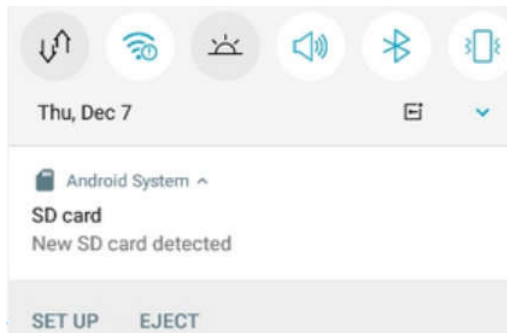 Thu, Dec 7
Android System
SD card
New SD card detected
SET UP EJECT